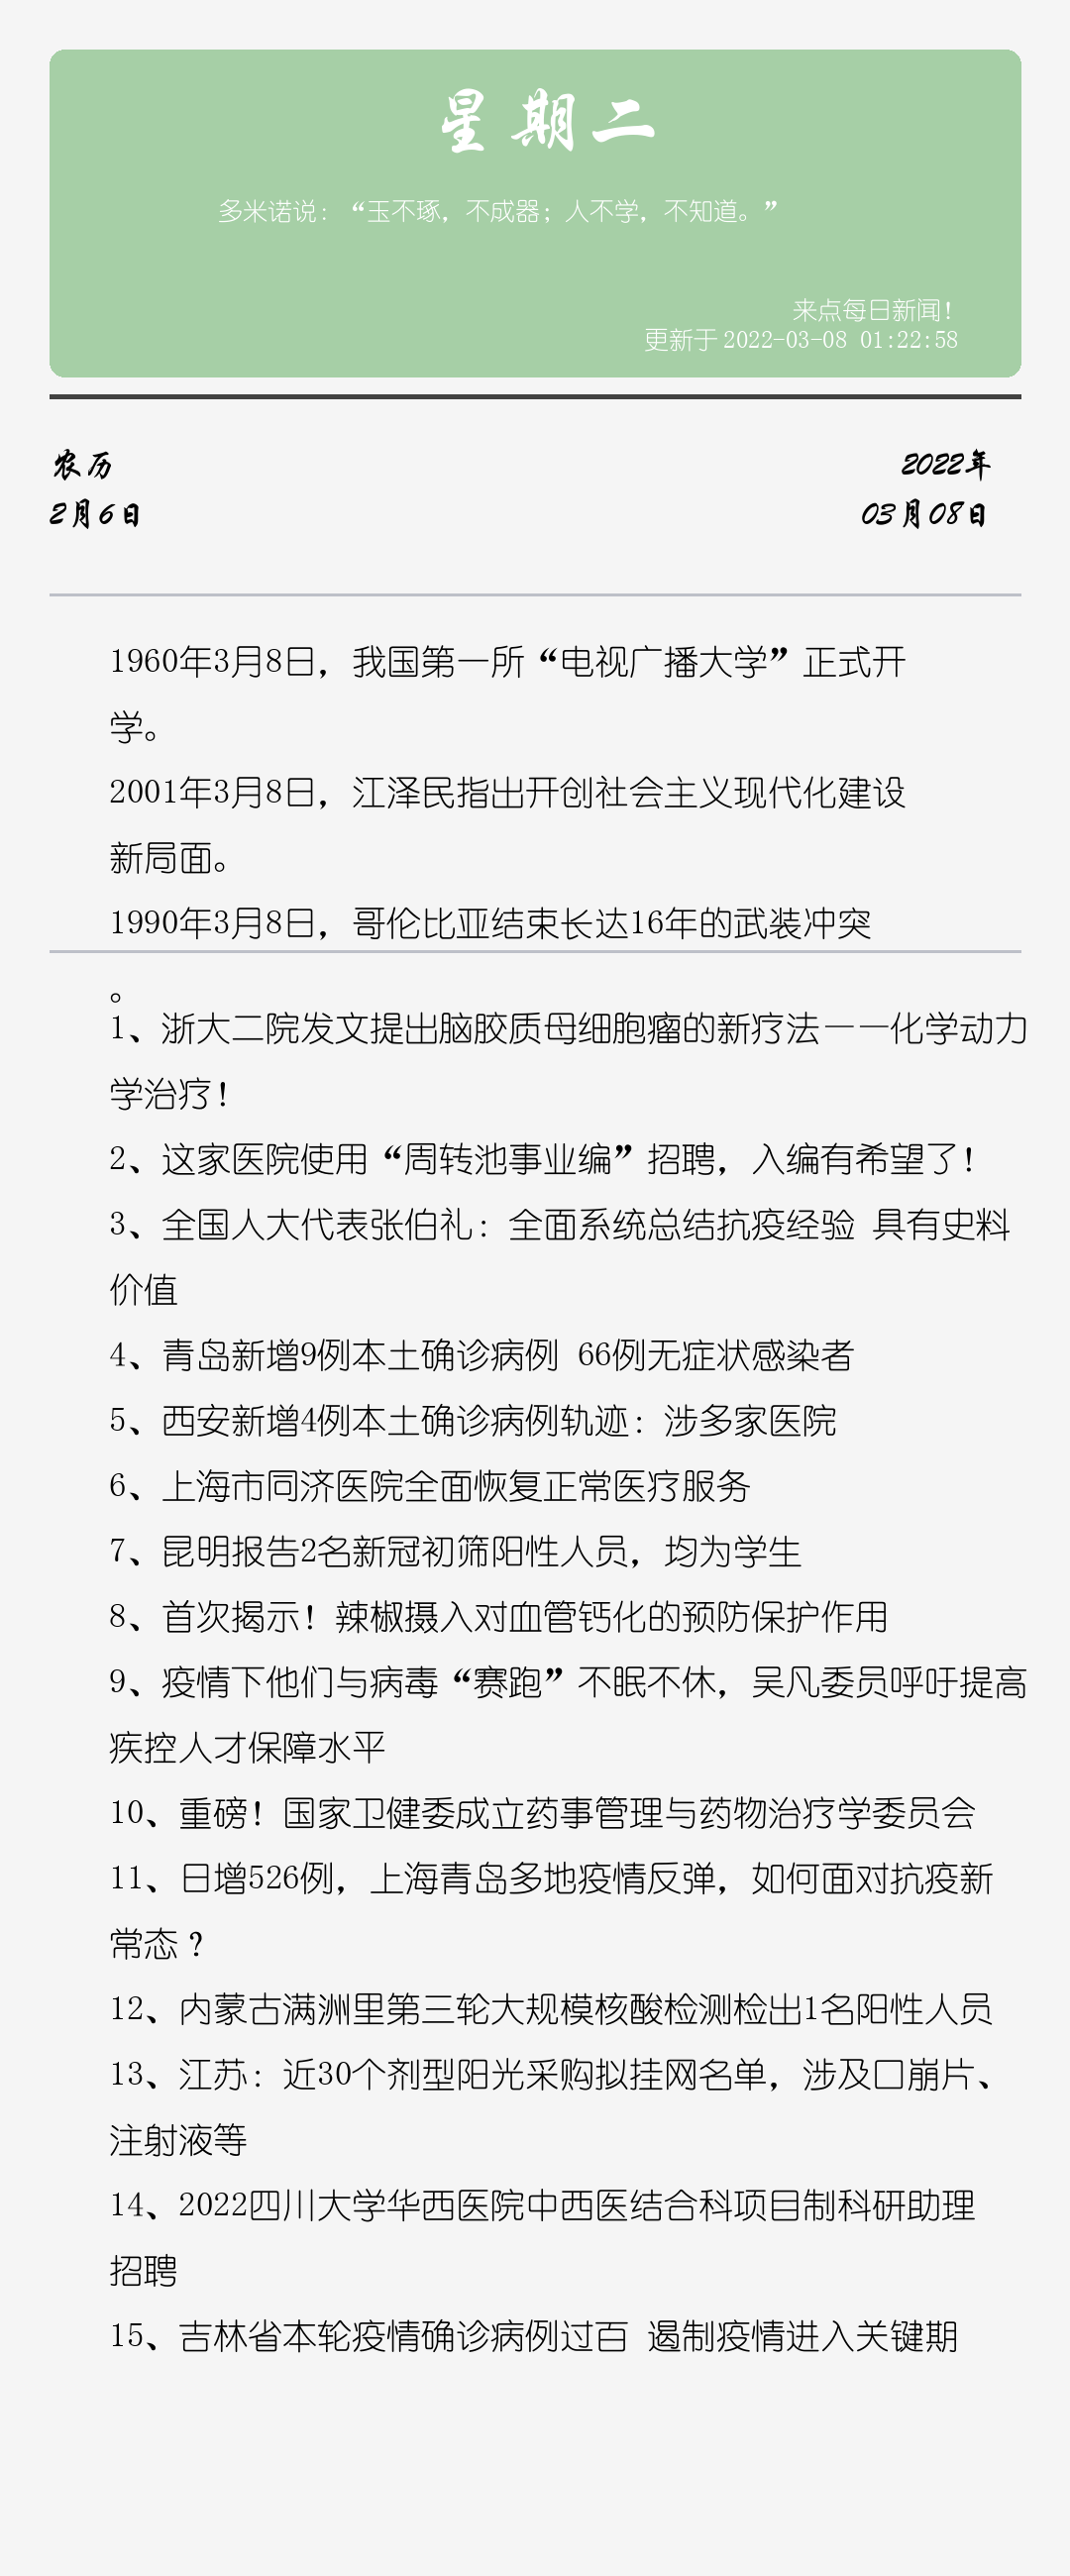 星期二
多米诺说：“玉不琢，不成器；人不学，不知道。”
来点每日新闻！
更新于 2022-03-08 01:22:58
农历
2022年
2月6日
03月08日
1960年3月8日，我国第一所“电视广播大学”正式开
学。
2001年3月8日，江泽民指出开创社会主义现代化建设
新局面。
1990年3月8日，哥伦比亚结束长达16年的武装冲突
。
1、浙大二院发文提出脑胶质母细胞瘤的新疗法——化学动力
学治疗！
2、这家医院使用“周转池事业编”招聘，入编有希望了！
3、全国人大代表张伯礼：全面系统总结抗疫经验 具有史料
价值
4、青岛新增9例本土确诊病例 66例无症状感染者
5、西安新增4例本土确诊病例轨迹：涉多家医院
6、上海市同济医院全面恢复正常医疗服务
7、昆明报告2名新冠初筛阳性人员，均为学生
8、首次揭示！辣椒摄入对血管钙化的预防保护作用
9、疫情下他们与病毒“赛跑”不眠不休，吴凡委员呼吁提高
疾控人才保障水平
10、重磅！国家卫健委成立药事管理与药物治疗学委员会
11、日增526例，上海青岛多地疫情反弹，如何面对抗疫新
常态？
12、内蒙古满洲里第三轮大规模核酸检测检出1名阳性人员
13、江苏：近30个剂型阳光采购拟挂网名单，涉及口崩片、
注射液等
14、2022四川大学华西医院中西医结合科项目制科研助理
招聘
15、吉林省本轮疫情确诊病例过百 遏制疫情进入关键期